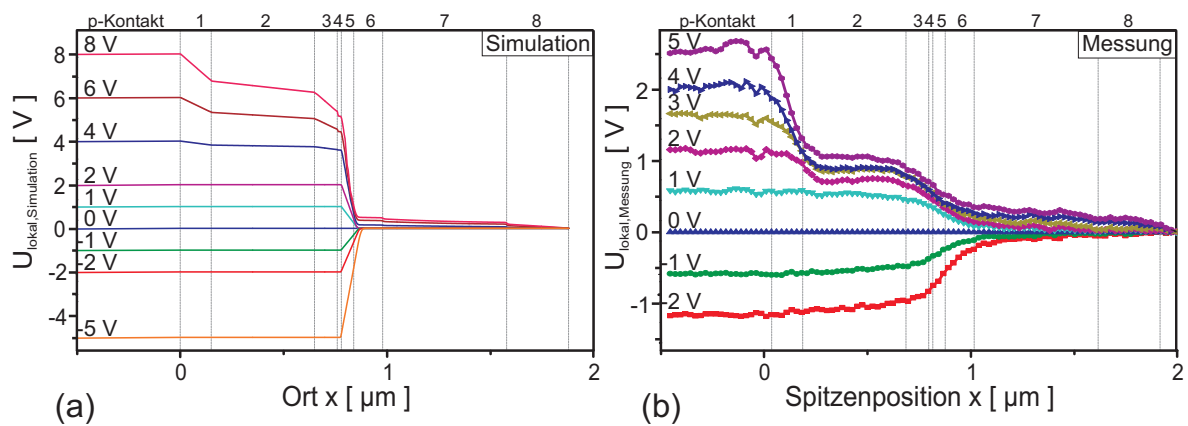 p-Kontakt 1 2 3 4 5 6 7 8
8 V
Simulation
8
6 V
6
4 V
4
2 V
2
1 V
0 V
0
-1 V
-2 V
-2
-4
-5 V
U lokal,Simulation [ V ]
0 1 2
Ort x [ µm ]
(a)
p-Kontakt 1 2 3 4 5 6 7 8
5 V
Messung
4 V
2
3 V
2 V
1
1 V
0 V
0
-1 V
-1
-2 V
U lokal,Messung [ V ]
0 1 2
Spitzenposition x [ µm ]
(b)